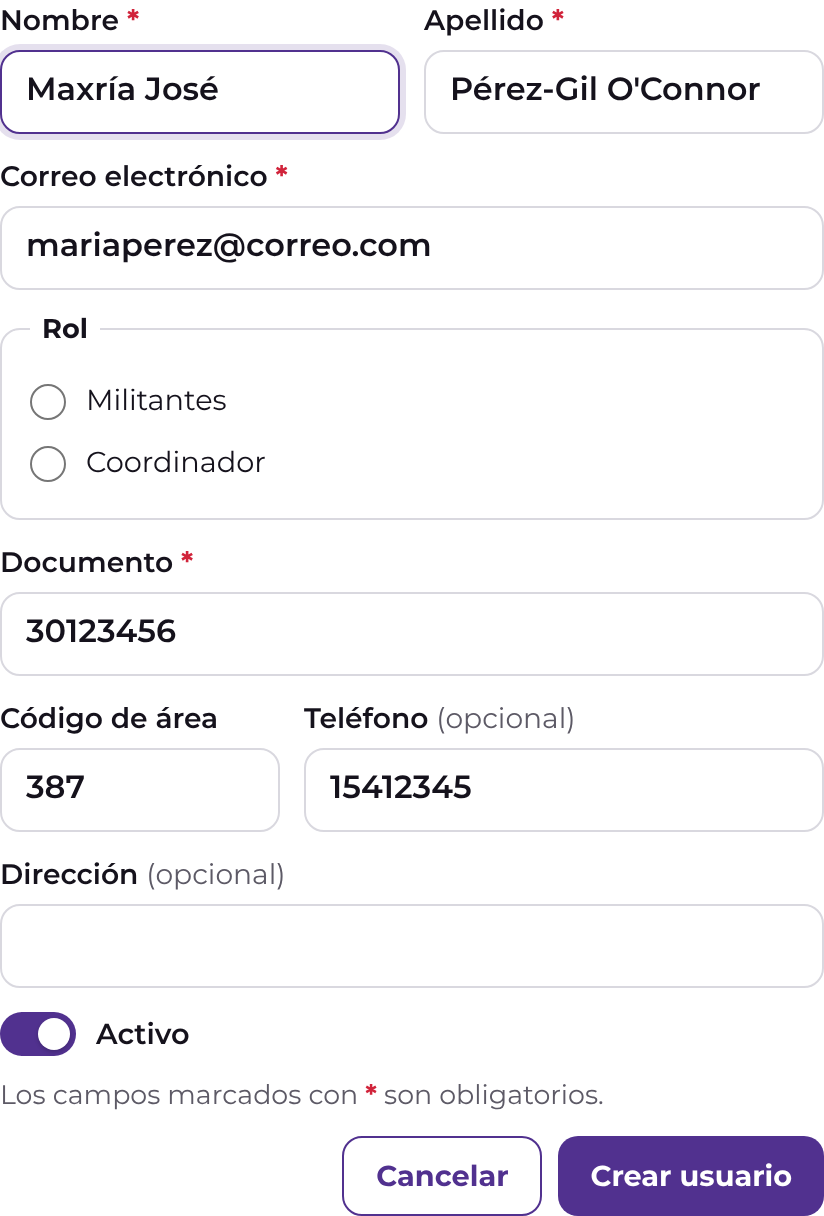 Nombre * Apellido *
Maxría José Pérez-Gil O'Connor
Correo electrónico *
mariaperez@correo.com
Rol
Militantes
Coordinador
Documento *
30123456
Código de área Teléfono (opcional)
387 15412345
Dirección (opcional)
Activo
Los campos marcados con * son obligatorios.
Cancelar Crear usuario